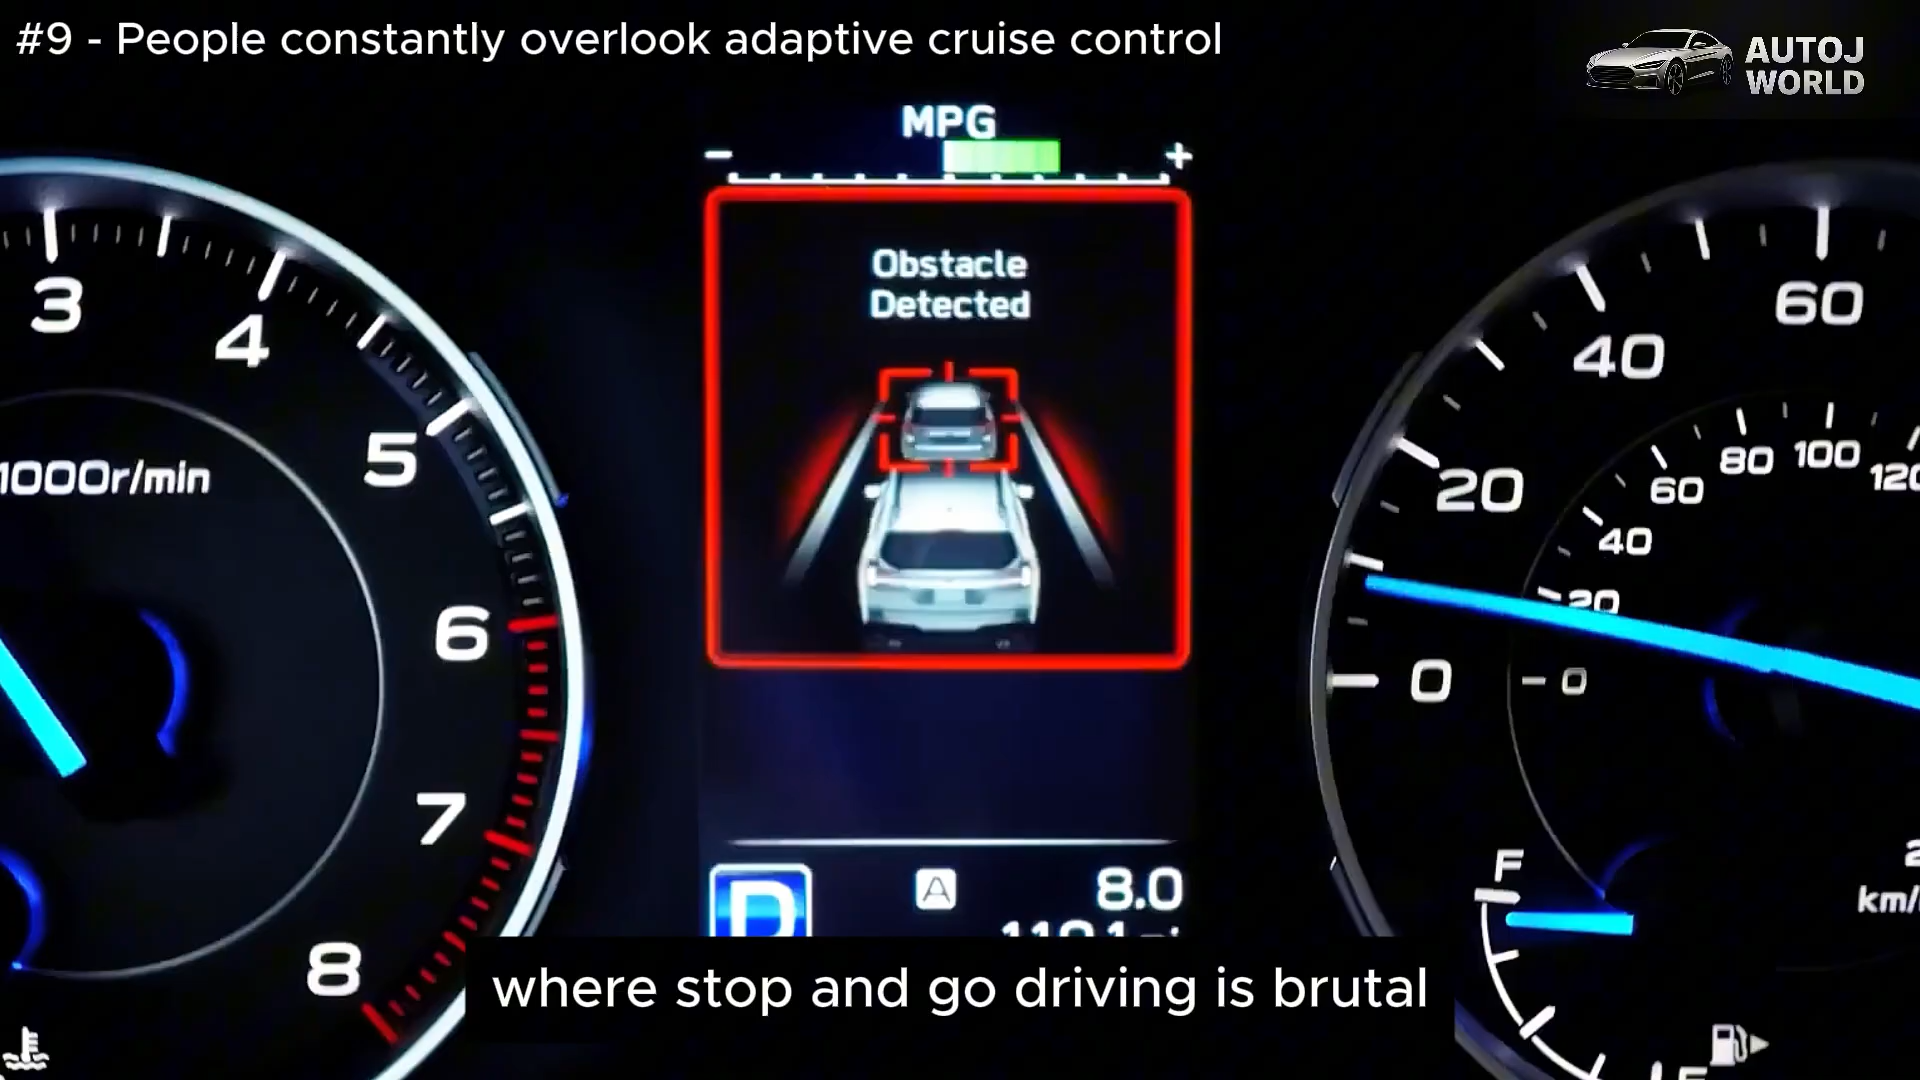 #9 - People constantly overlook adaptive cruise control
AUTOJ
WORLD
MPG
- +
Obstacle
Detected
3
4
5
6
7
8
1000r/min
0
20
40
60
0
20
40
60
80
100
120
km/
F
P
A
8.0
where stop and go driving is brutal